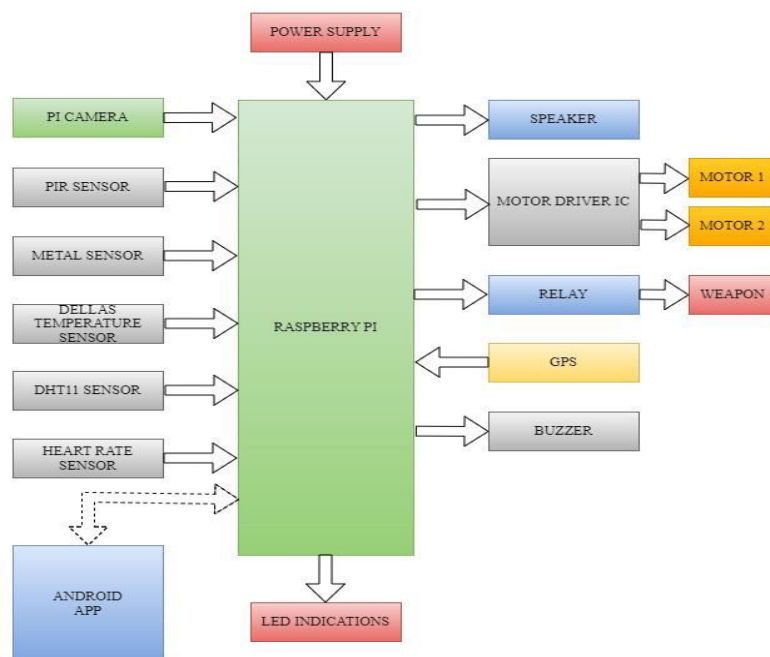 POWER SUPPLY
PI CAMERA
SPEAKER
PIR SENSOR
MOTOR DRIVER IC
MOTOR 1
MOTOR 2
METAL SENSOR
RELAY
WEAPON
DELLAS
TEMPERATURE
SENSOR
RASPBERRY PI
GPS
DHT11 SENSOR
BUZZER
HEART RATE
SENSOR
ANDROID
APP
LED INDICATIONS